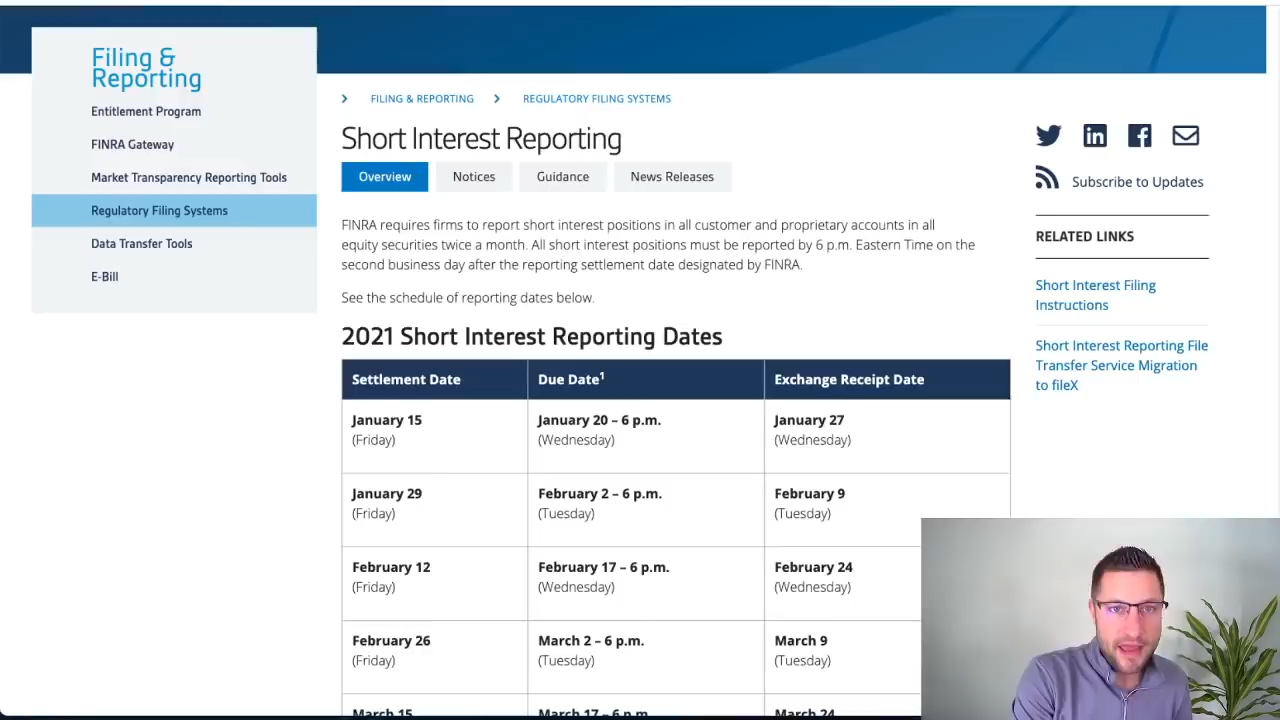 Filing &
Reporting
Entitlement Program
FINRA Gateway
Market Transparency Reporting Tools
Regulatory Filing Systems
Data Transfer Tools
E-Bill
FILING & REPORTING
REGULATORY FILING SYSTEMS
Short Interest Reporting
Overview
Notices
Guidance
News Releases
FINRA requires firms to report short interest positions in all customer and proprietary accounts in all
equity securities twice a month. All short interest positions must be reported by 6 p.m. Eastern Time on the
second business day after the reporting settlement date designated by FINRA.
See the schedule of reporting dates below.
2021 Short Interest Reporting Dates
Settlement Date
Due Date¹
Exchange Receipt Date
January 15
(Friday)
January 20 – 6 p.m.
(Wednesday)
January 27
(Wednesday)
January 29
(Friday)
February 2 – 6 p.m.
(Tuesday)
February 9
(Tuesday)
February 12
(Friday)
February 17 – 6 p.m.
(Wednesday)
February 24
(Wednesday)
February 26
(Friday)
March 2 – 6 p.m.
(Tuesday)
March 9
(Tuesday)
March 15
March 17 – 6 p.m.
March 24
Subscribe to Updates
RELATED LINKS
Short Interest Filing
Instructions
Short Interest Reporting File
Transfer Service Migration
to fileX